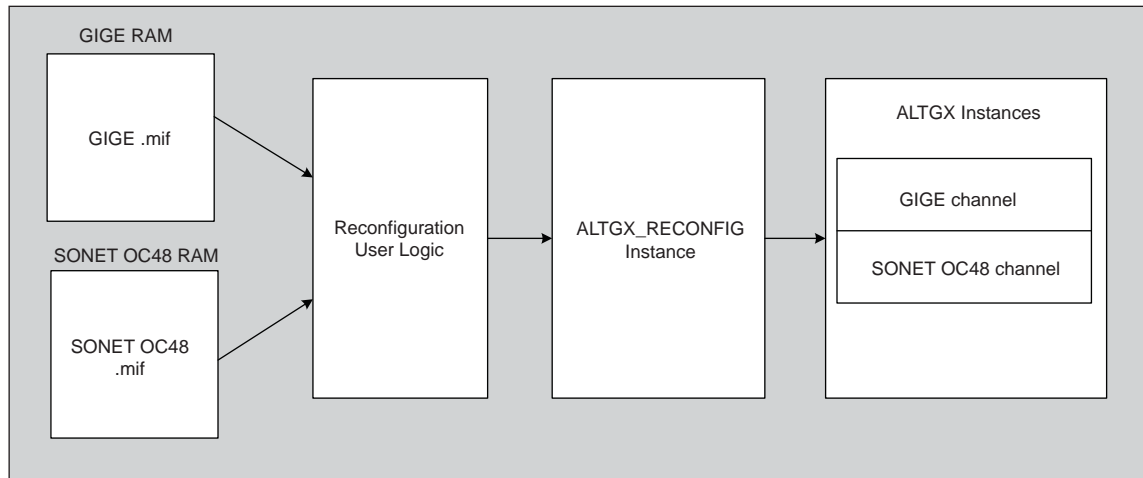 GIGE RAM
GIGE .mif
SONET OC48 RAM
SONET OC48
.mif
Reconfiguration
User Logic
ALTGX_RECONFIG
Instance
ALTGX Instances
GIGE channel
SONET OC48 channel